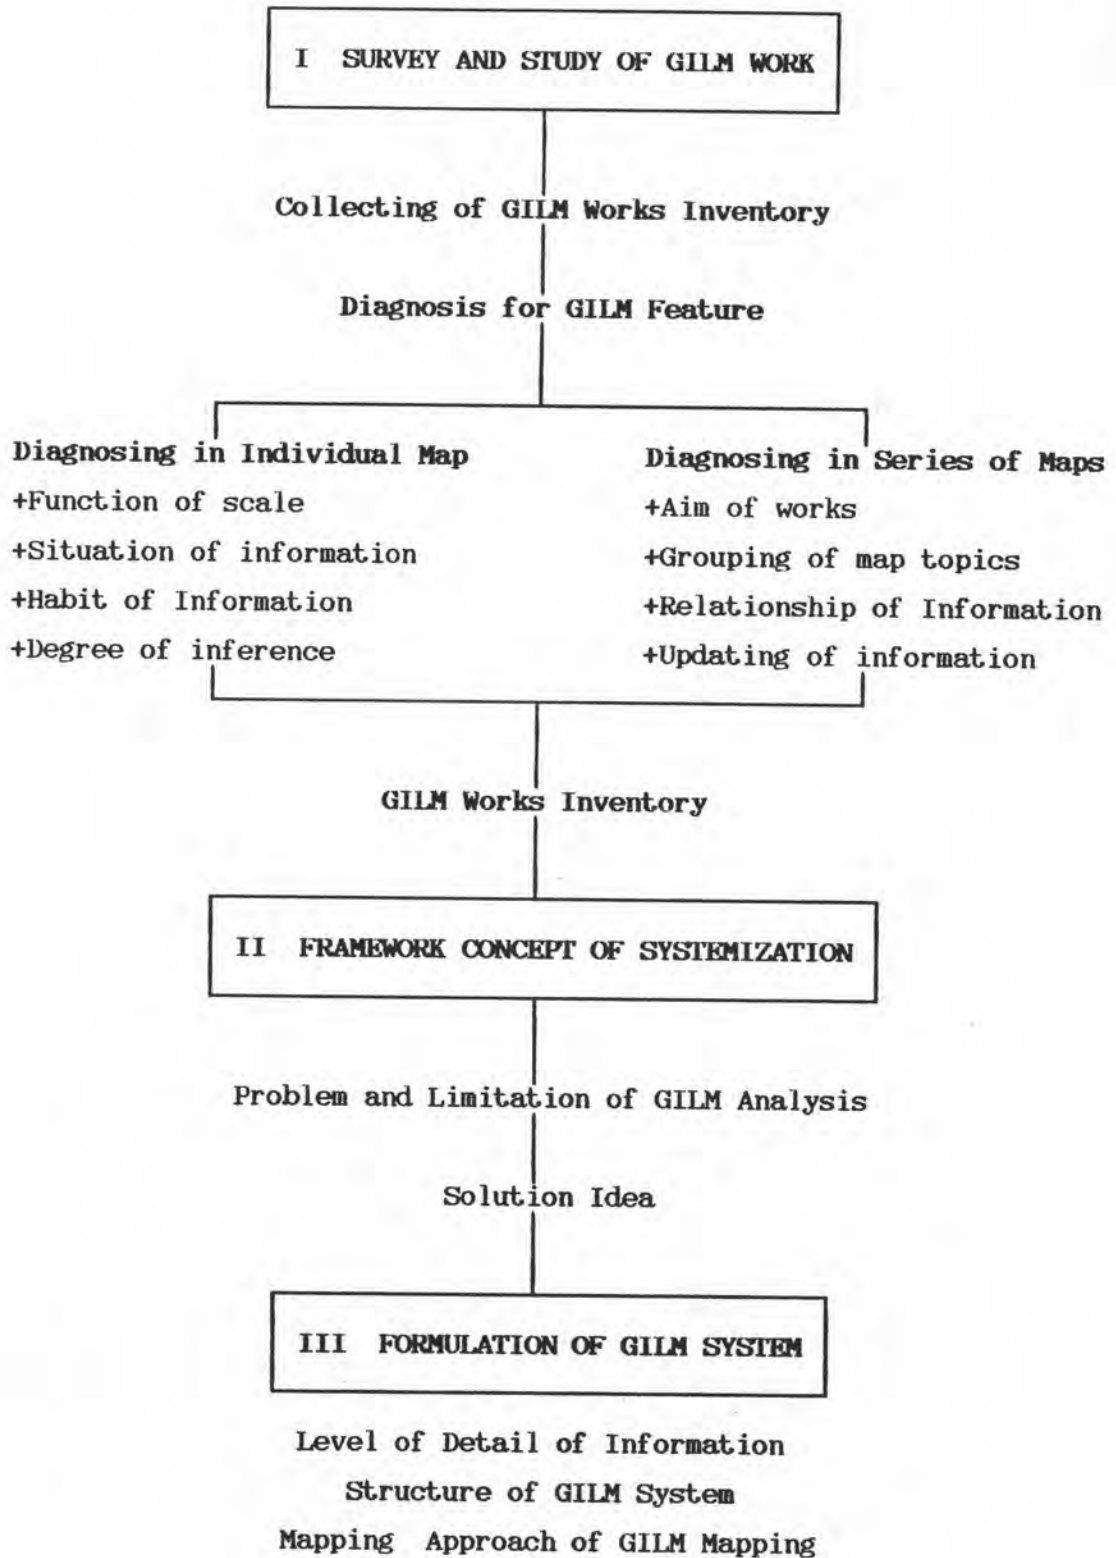 I SURVEY AND STUDY OF GILM WORK
Collecting of GILM Works Inventory
Diagnosis for GILM Feature
Diagnosing in Individual Map
+Function of scale
+Situation of information
+Habit of Information
+Degree of inference
Diagnosing in Series of Maps
+Aim of works
+Grouping of map topics
+Relationship of Information
+Updating of information
GILM Works Inventory
II FRAMEWORK CONCEPT OF SYSTEMIZATION
Problem and Limitation of GILM Analysis
Solution Idea
III FORMULATION OF GILM SYSTEM
Level of Detail of Information
Structure of GILM System
Mapping Approach of GILM Mapping